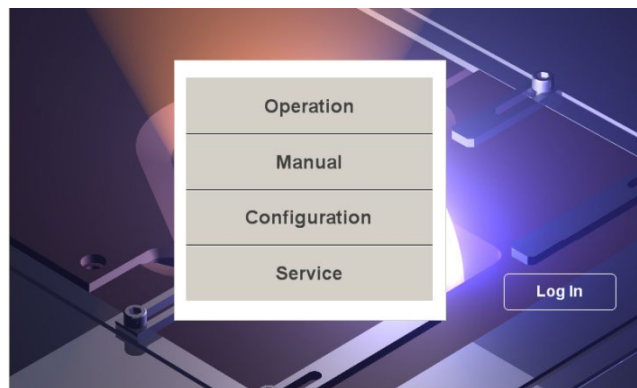 Operation
Manual
Configuration
Service
Log In